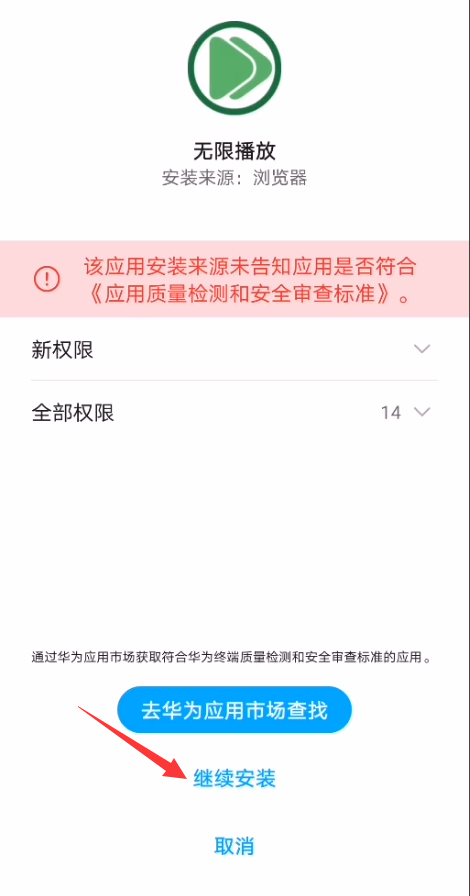 无限播放
安装来源：浏览器
该应用安装来源未告知应用是否符合
《应用质量检测和安全审查标准》。
新权限
全部权限 14
通过华为应用市场获取符合华为终端质量检测和安全审查标准的应用。
去华为应用市场查找
继续安装
取消